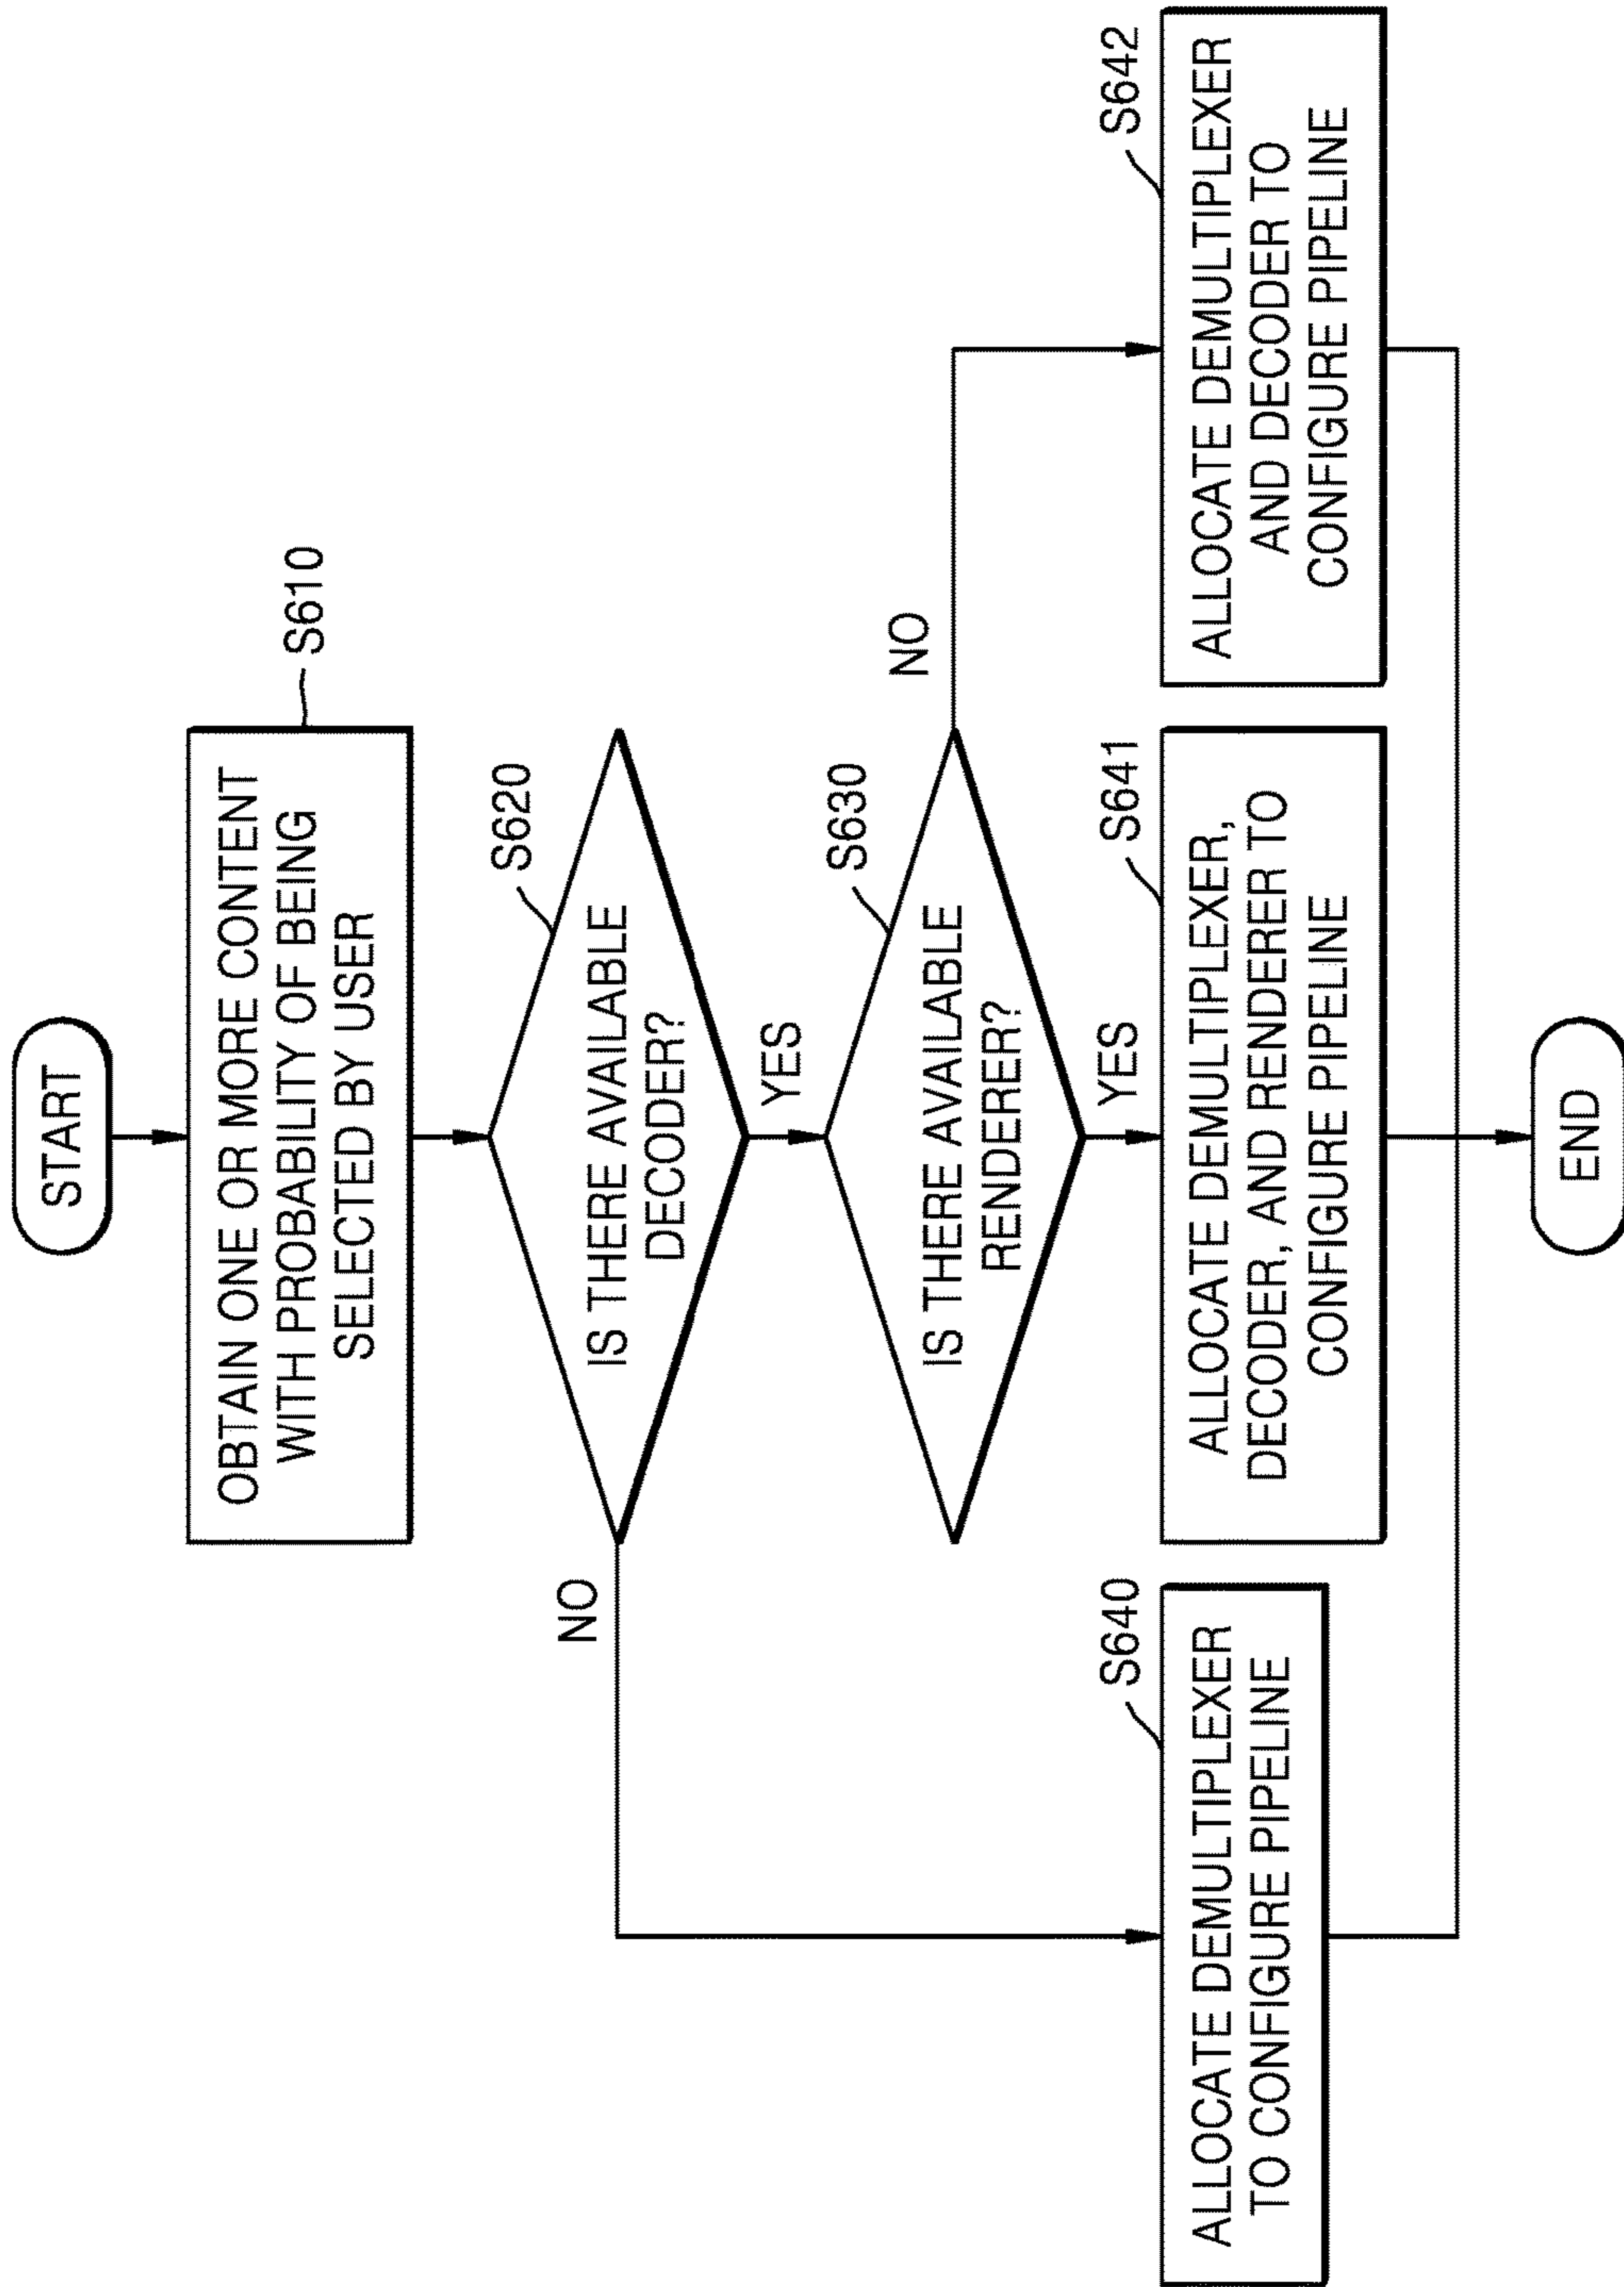 START
OBTAIN ONE OR MORE CONTENT
WITH PROBABILITY OF BEING
SELECTED BY USER
S610
IS THERE AVAILABLE
DECODER?
S620
NO
YES
IS THERE AVAILABLE
RENDERER?
S630
NO
YES
ALLOCATE DEMULTIPLEXER
TO CONFIGURE PIPELINE
S640
ALLOCATE DEMULTIPLEXER,
DECODER, AND RENDERER TO
CONFIGURE PIPELINE
S641
ALLOCATE DEMULTIPLEXER
AND DECODER TO
CONFIGURE PIPELINE
S642
END